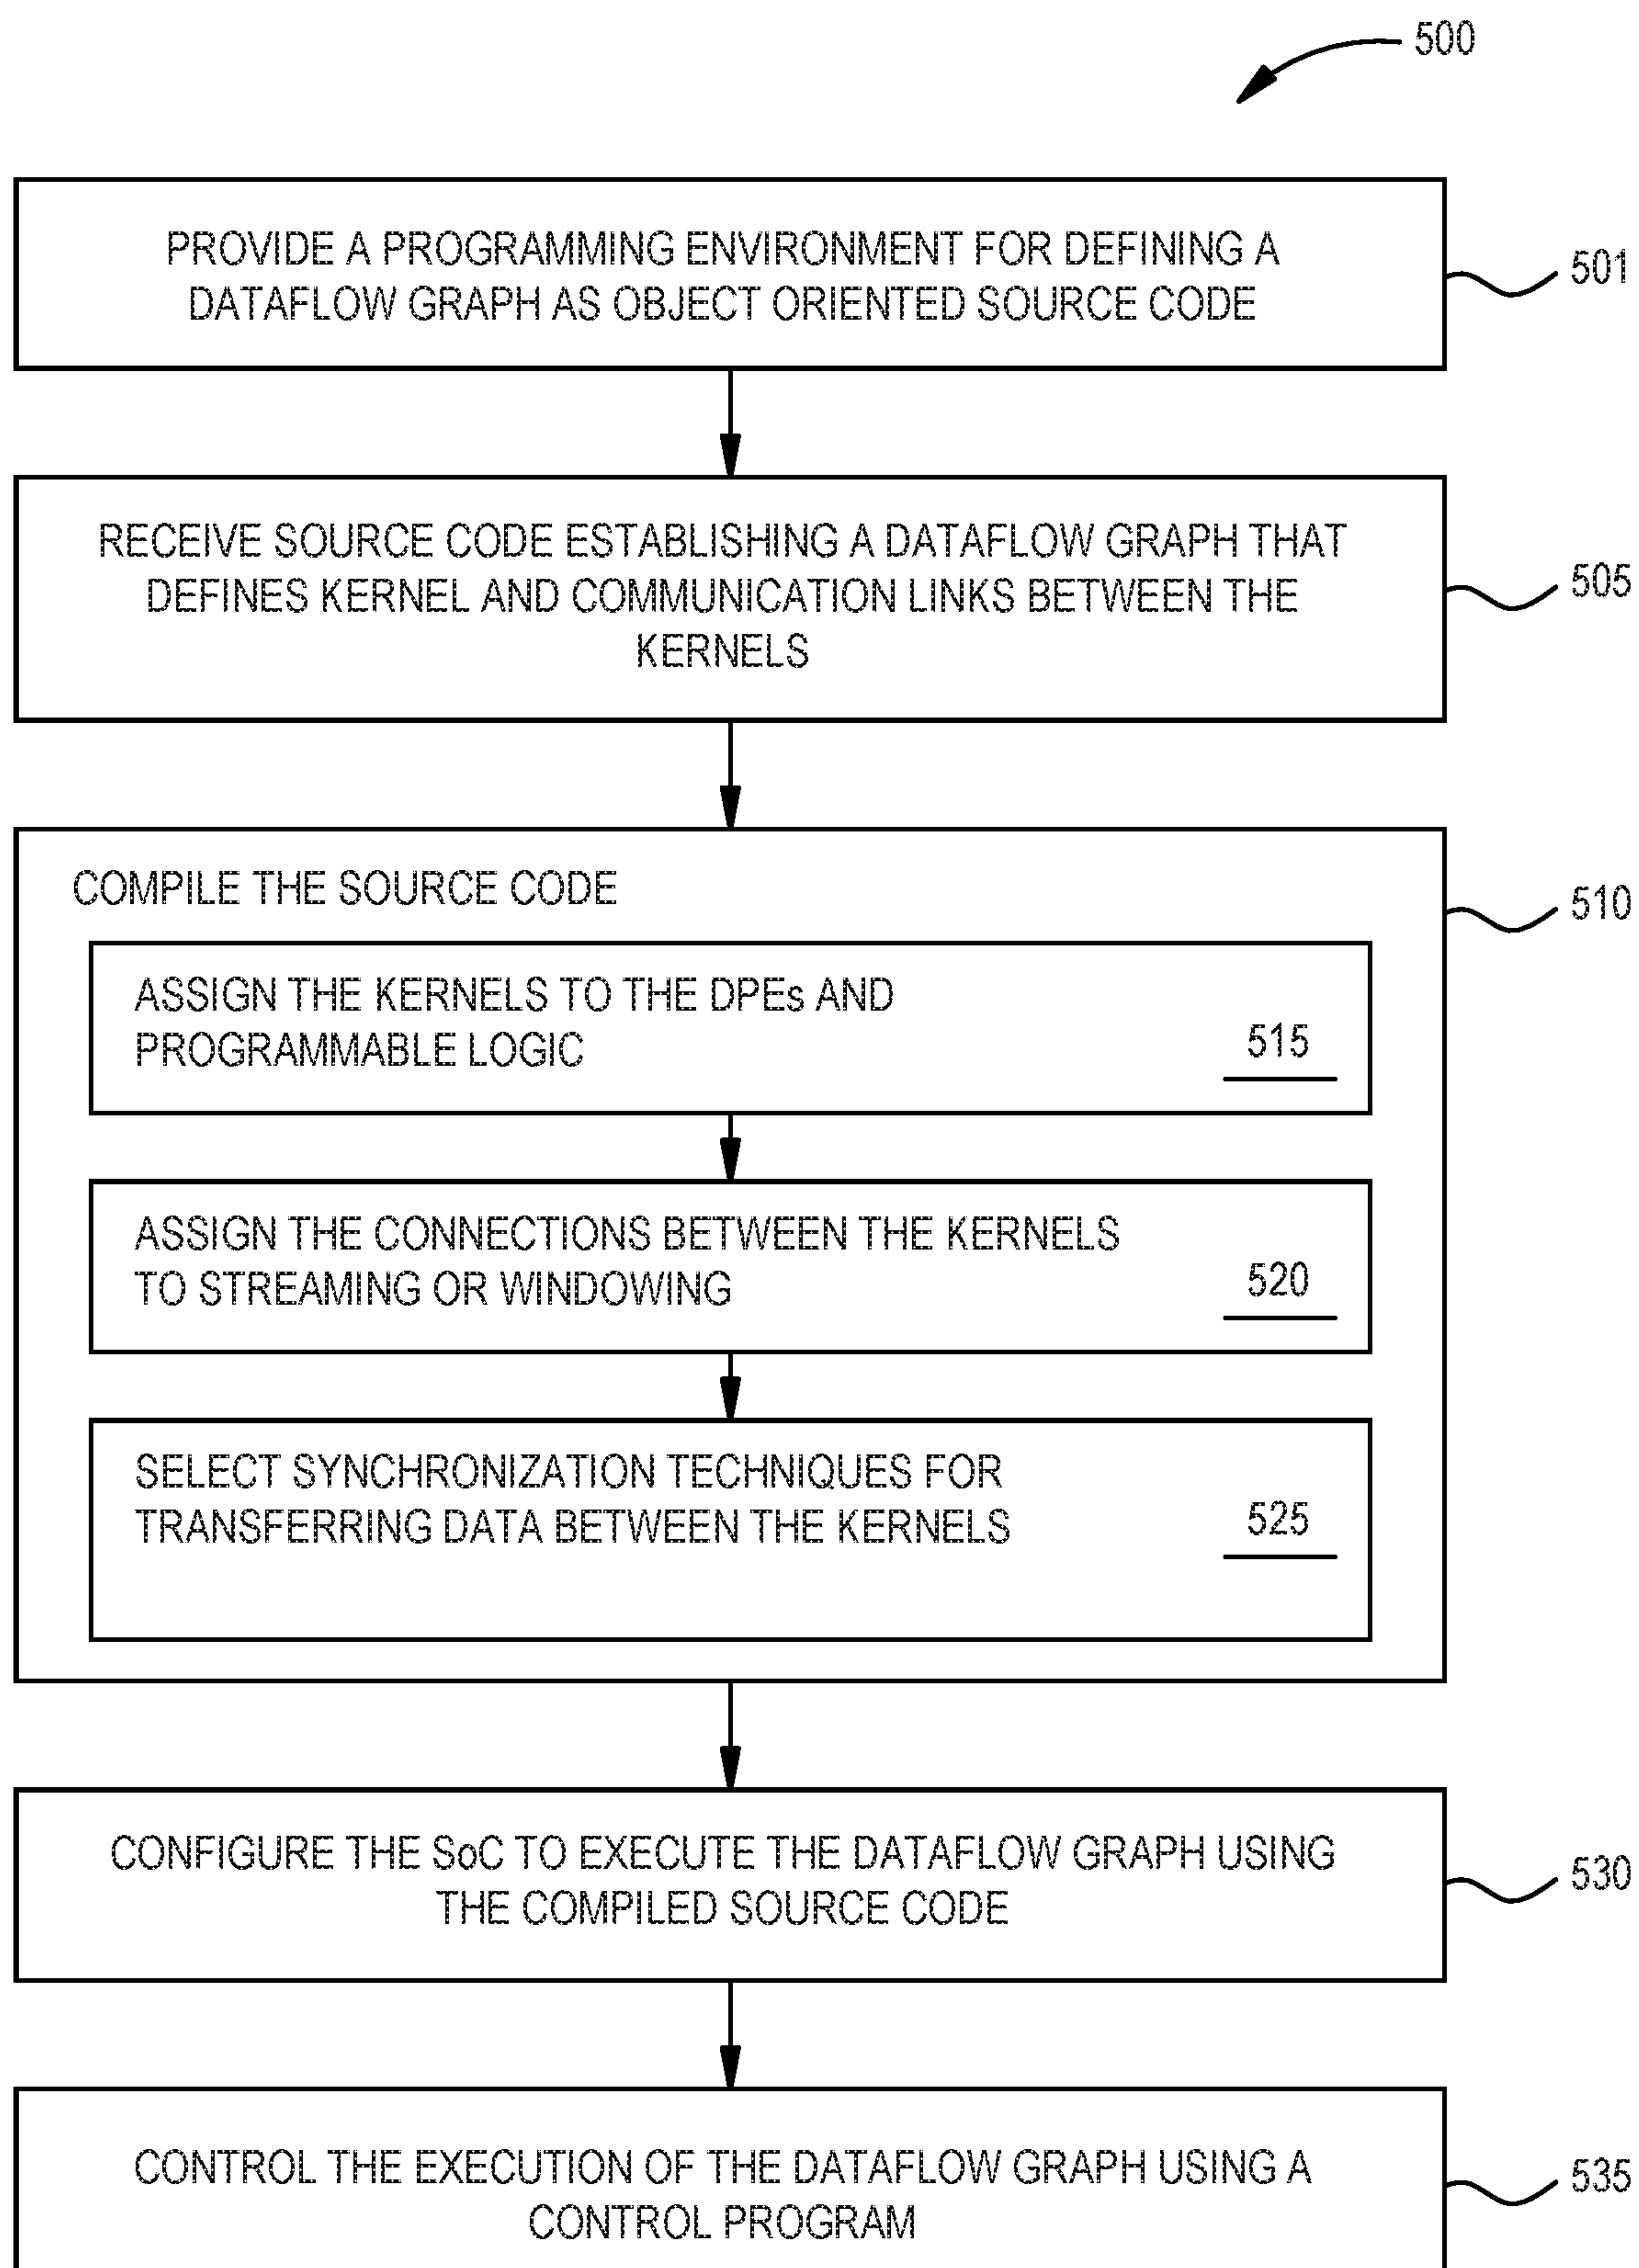 500
PROVIDE A PROGRAMMING ENVIRONMENT FOR DEFINING A
DATAFLOW GRAPH AS OBJECT ORIENTED SOURCE CODE
501
RECEIVE SOURCE CODE ESTABLISHING A DATAFLOW GRAPH THAT
DEFINES KERNEL AND COMMUNICATION LINKS BETWEEN THE
KERNELS
505
COMPILE THE SOURCE CODE
510
ASSIGN THE KERNELS TO THE DPEs AND
PROGRAMMABLE LOGIC
515
ASSIGN THE CONNECTIONS BETWEEN THE KERNELS
TO STREAMING OR WINDOWING
520
SELECT SYNCHRONIZATION TECHNIQUES FOR
TRANSFERRING DATA BETWEEN THE KERNELS
525
CONFIGURE THE SoC TO EXECUTE THE DATAFLOW GRAPH USING
THE COMPILED SOURCE CODE
530
CONTROL THE EXECUTION OF THE DATAFLOW GRAPH USING A
CONTROL PROGRAM
535